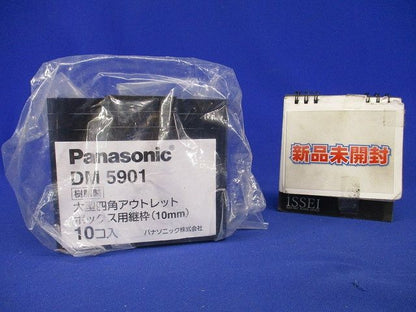 Panasonic
DM 5901
樹脂製
大型四角アウトレット
ボックス用継枠(10mm)
10コ入
パナソニック株式会社
新品未開封
ISSEI